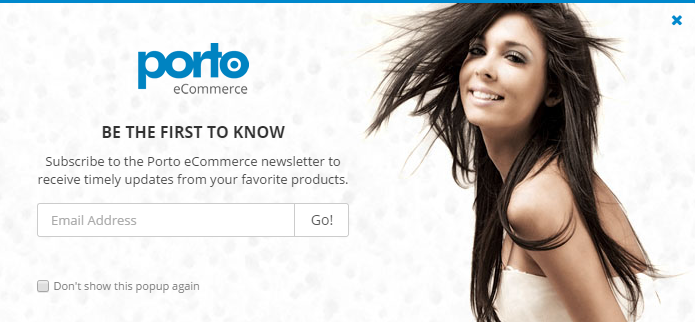 porto
eCommerce
BE THE FIRST TO KNOW
Subscribe to the Porto eCommerce newsletter to
receive timely updates from your favorite products.
Email Address
Go!
Don't show this popup again